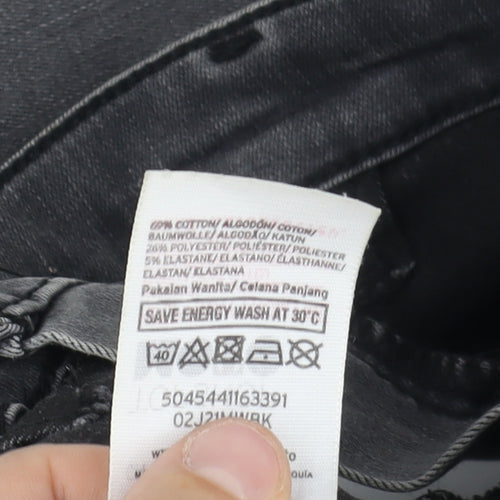 69% COTTON/ ALGODÓN/ COTON/
BAUMWOLLE/ ALGODÃO/ KATUN
26% POLYESTER/ POLIÉSTER/ POLIESTER
5% ELASTANE/ ELASTANO/ ÉLASTHANNE/
ELASTAN/ ELASTANA
Pakaian Wanita/ Celana Panjang
SAVE ENERGY WASH AT 30°C
40
5045441163391
02J21MWBK